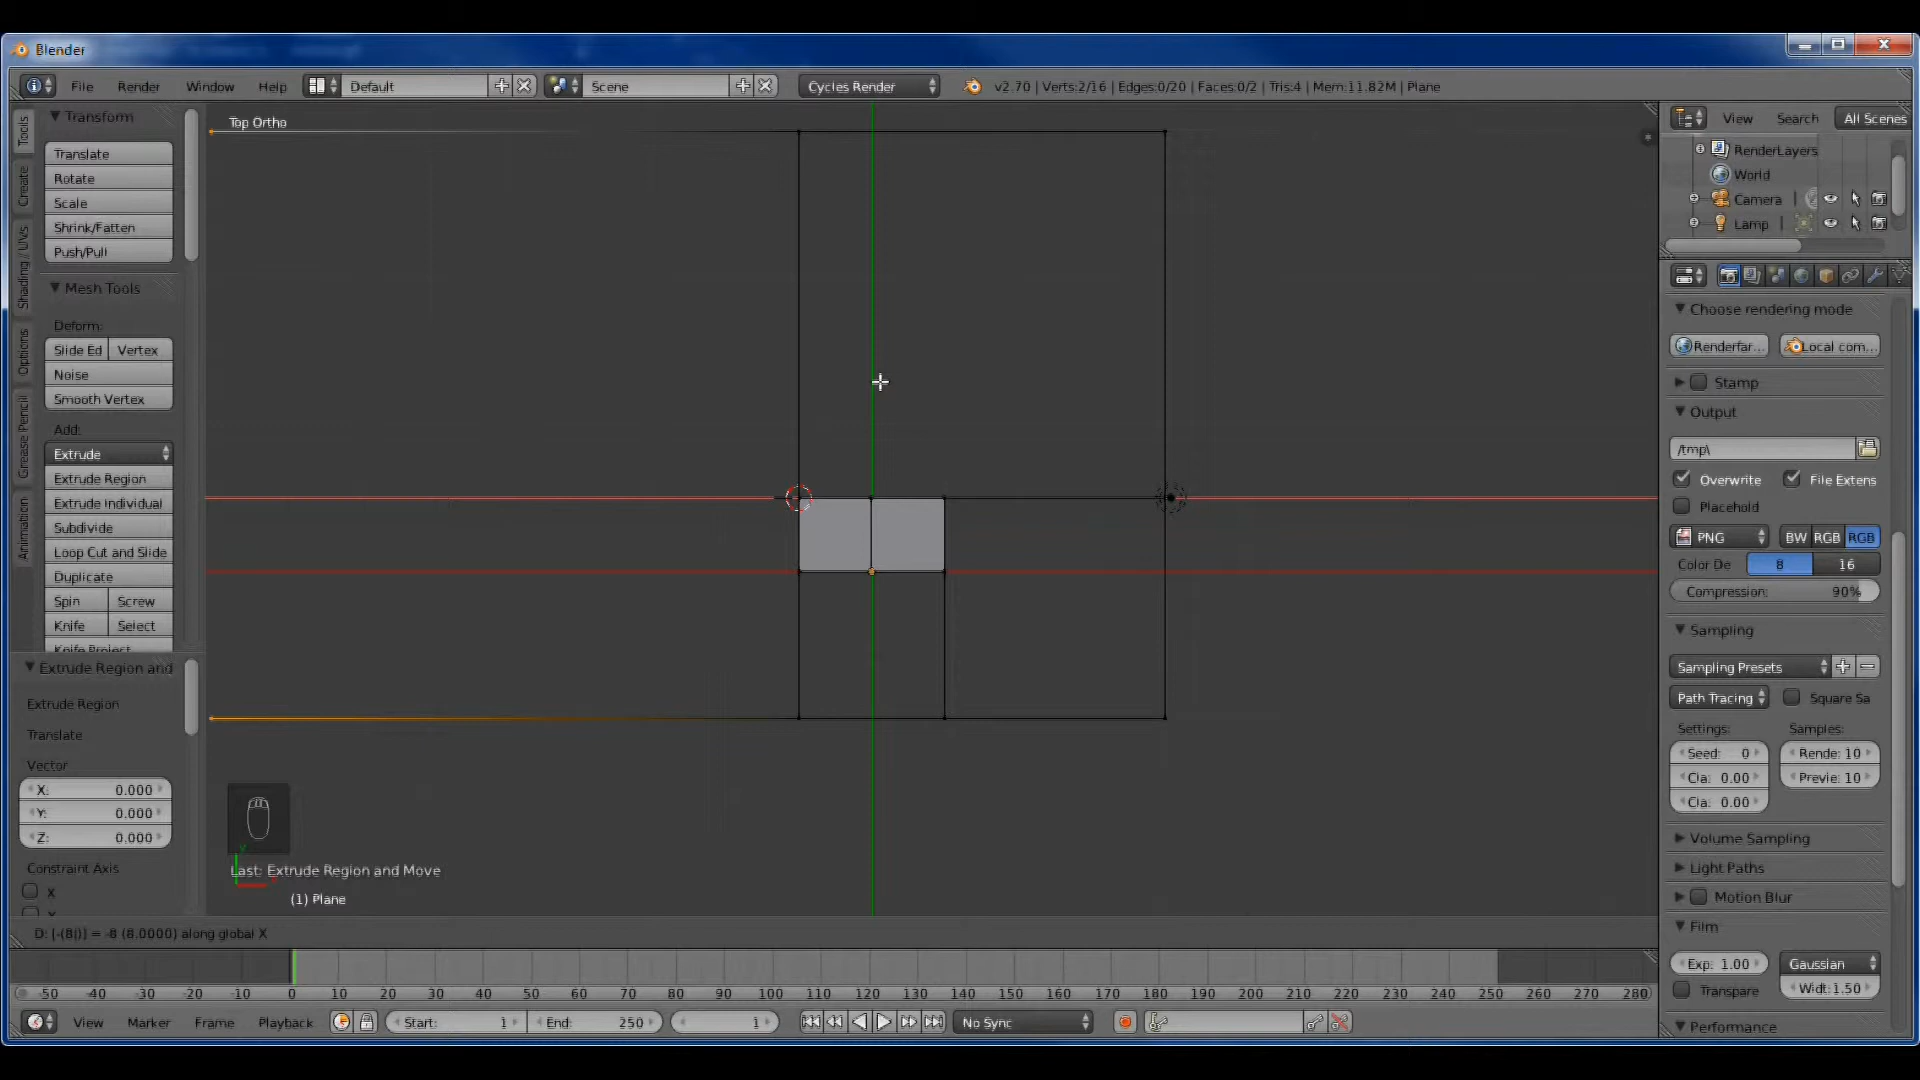 Blender
File Render Window Help Default Scene Cycles Render v2.70 | Verts:2/16 | Edges:0/20 | Faces:0/2 | Tris:4 | Mem:11.82M | Plane
Tools
Create
Shading / UVs
Options
Grease Pencil
Animation
Transform
Translate
Rotate
Scale
Shrink/Fatten
Push/Pull
Mesh Tools
Deform:
Slide Ed Vertex
Noise
Smooth Vertex
Add:
Extrude
Extrude Region
Extrude Individual
Subdivide
Loop Cut and Slide
Duplicate
Spin Screw
Knife Select
Knife Project
Extrude Region and
Extrude Region
Translate
Vector
X: 0.000
Y: 0.000
Z: 0.000
Constraint Axis
X
Top Ortho
y
Last: Extrude Region and Move
(1) Plane
D: [-(8|)] = -8 (8.0000) along global X
View Search All Scenes
RenderLayers
World
Camera
Lamp
Choose rendering mode
Renderfar... Local com...
Stamp
Output
/tmp\
Overwrite File Extens
Placehold
PNG BW RGB RGB
Color De 8 16
Compression: 90%
Sampling
Sampling Presets
Path Tracing Square Sa
Settings: Samples:
Seed: 0 Rende: 10
Cla: 0.00 Previe: 10
Cla: 0.00
Volume Sampling
Light Paths
Motion Blur
Film
Exp: 1.00 Gaussian
Transpare Widt: 1.50
Performance
-50 -40 -30 -20 -10 0 10 20 30 40 50 60 70 80 90 100 110 120 130 140 150 160 170 180 190 200 210 220 230 240 250 260 270 280
View Marker Frame Playback Start: 1 End: 250 1 No Sync